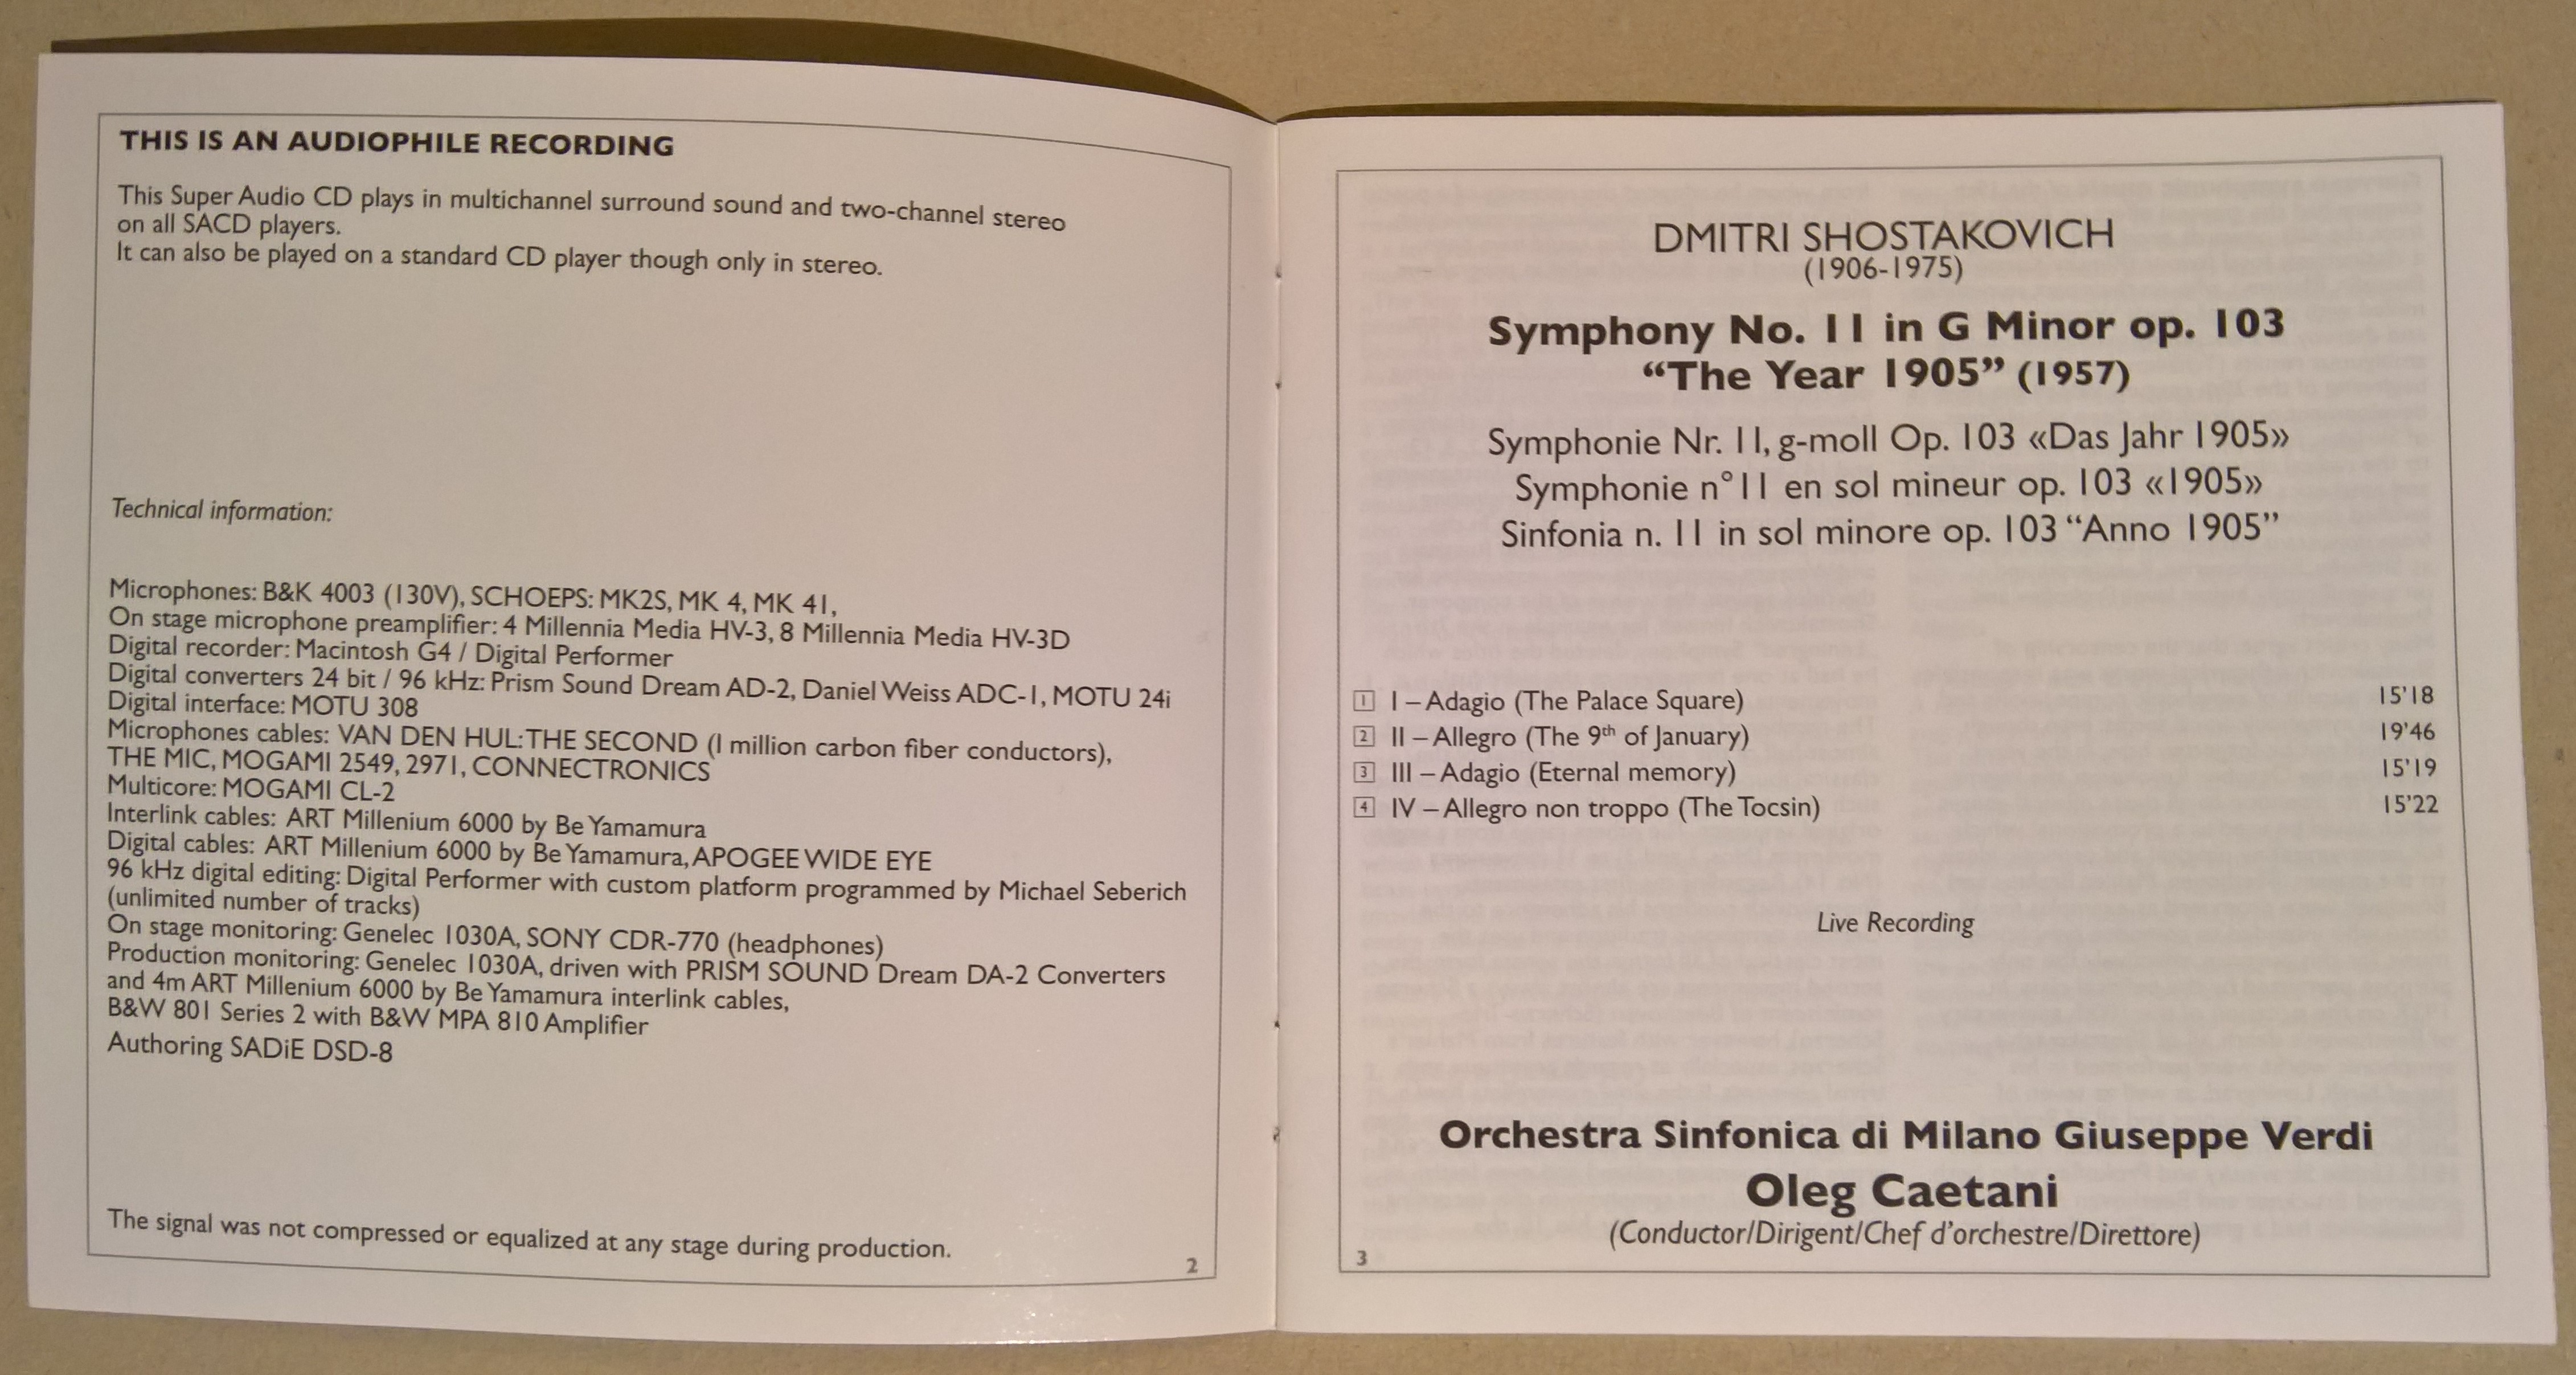 THIS IS AN AUDIOPHILE RECORDING
This Super Audio CD plays in multichannel surround sound and two-channel stereo
on all SACD players.
It can also be played on a standard CD player though only in stereo.
Technical information:
Microphones: B&K 4003 (130V), SCHOEPS: MK2S, MK 4, MK 41,
On stage microphone preamplifier: 4 Millennia Media HV-3, 8 Millennia Media HV-3D
Digital recorder: Macintosh G4 / Digital Performer
Digital converters 24 bit / 96 kHz: Prism Sound Dream AD-2, Daniel Weiss ADC-1, MOTU 24i
Digital interface: MOTU 308
Microphones cables: VAN DEN HUL: THE SECOND (1 million carbon fiber conductors),
THE MIC, MOGAMI 2549, 2971, CONNECTRONICS
Multicore: MOGAMI CL-2
Interlink cables: ART Millenium 6000 by Be Yamamura
Digital cables: ART Millenium 6000 by Be Yamamura, APOGEE WIDE EYE
96 kHz digital editing: Digital Performer with custom platform programmed by Michael Seberich
(unlimited number of tracks)
On stage monitoring: Genelec 1030A, SONY CDR-770 (headphones)
Production monitoring: Genelec 1030A, driven with PRISM SOUND Dream DA-2 Converters
and 4m ART Millenium 6000 by Be Yamamura interlink cables,
B&W 801 Series 2 with B&W MPA 810 Amplifier
Authoring SADiE DSD-8
The signal was not compressed or equalized at any stage during production.
2
DMITRI SHOSTAKOVICH
(1906-1975)
Symphony No. 11 in G Minor op. 103
“The Year 1905” (1957)
Symphonie Nr. 11, g-moll Op. 103 «Das Jahr 1905»
Symphonie n°11 en sol mineur op. 103 «1905»
Sinfonia n. 11 in sol minore op. 103 “Anno 1905”
1 I – Adagio (The Palace Square) 15’18
2 II – Allegro (The 9th of January) 19’46
3 III – Adagio (Eternal memory) 15’19
4 IV – Allegro non troppo (The Tocsin) 15’22
Live Recording
Orchestra Sinfonica di Milano Giuseppe Verdi
Oleg Caetani
(Conductor/Dirigent/Chef d’orchestre/Direttore)
3